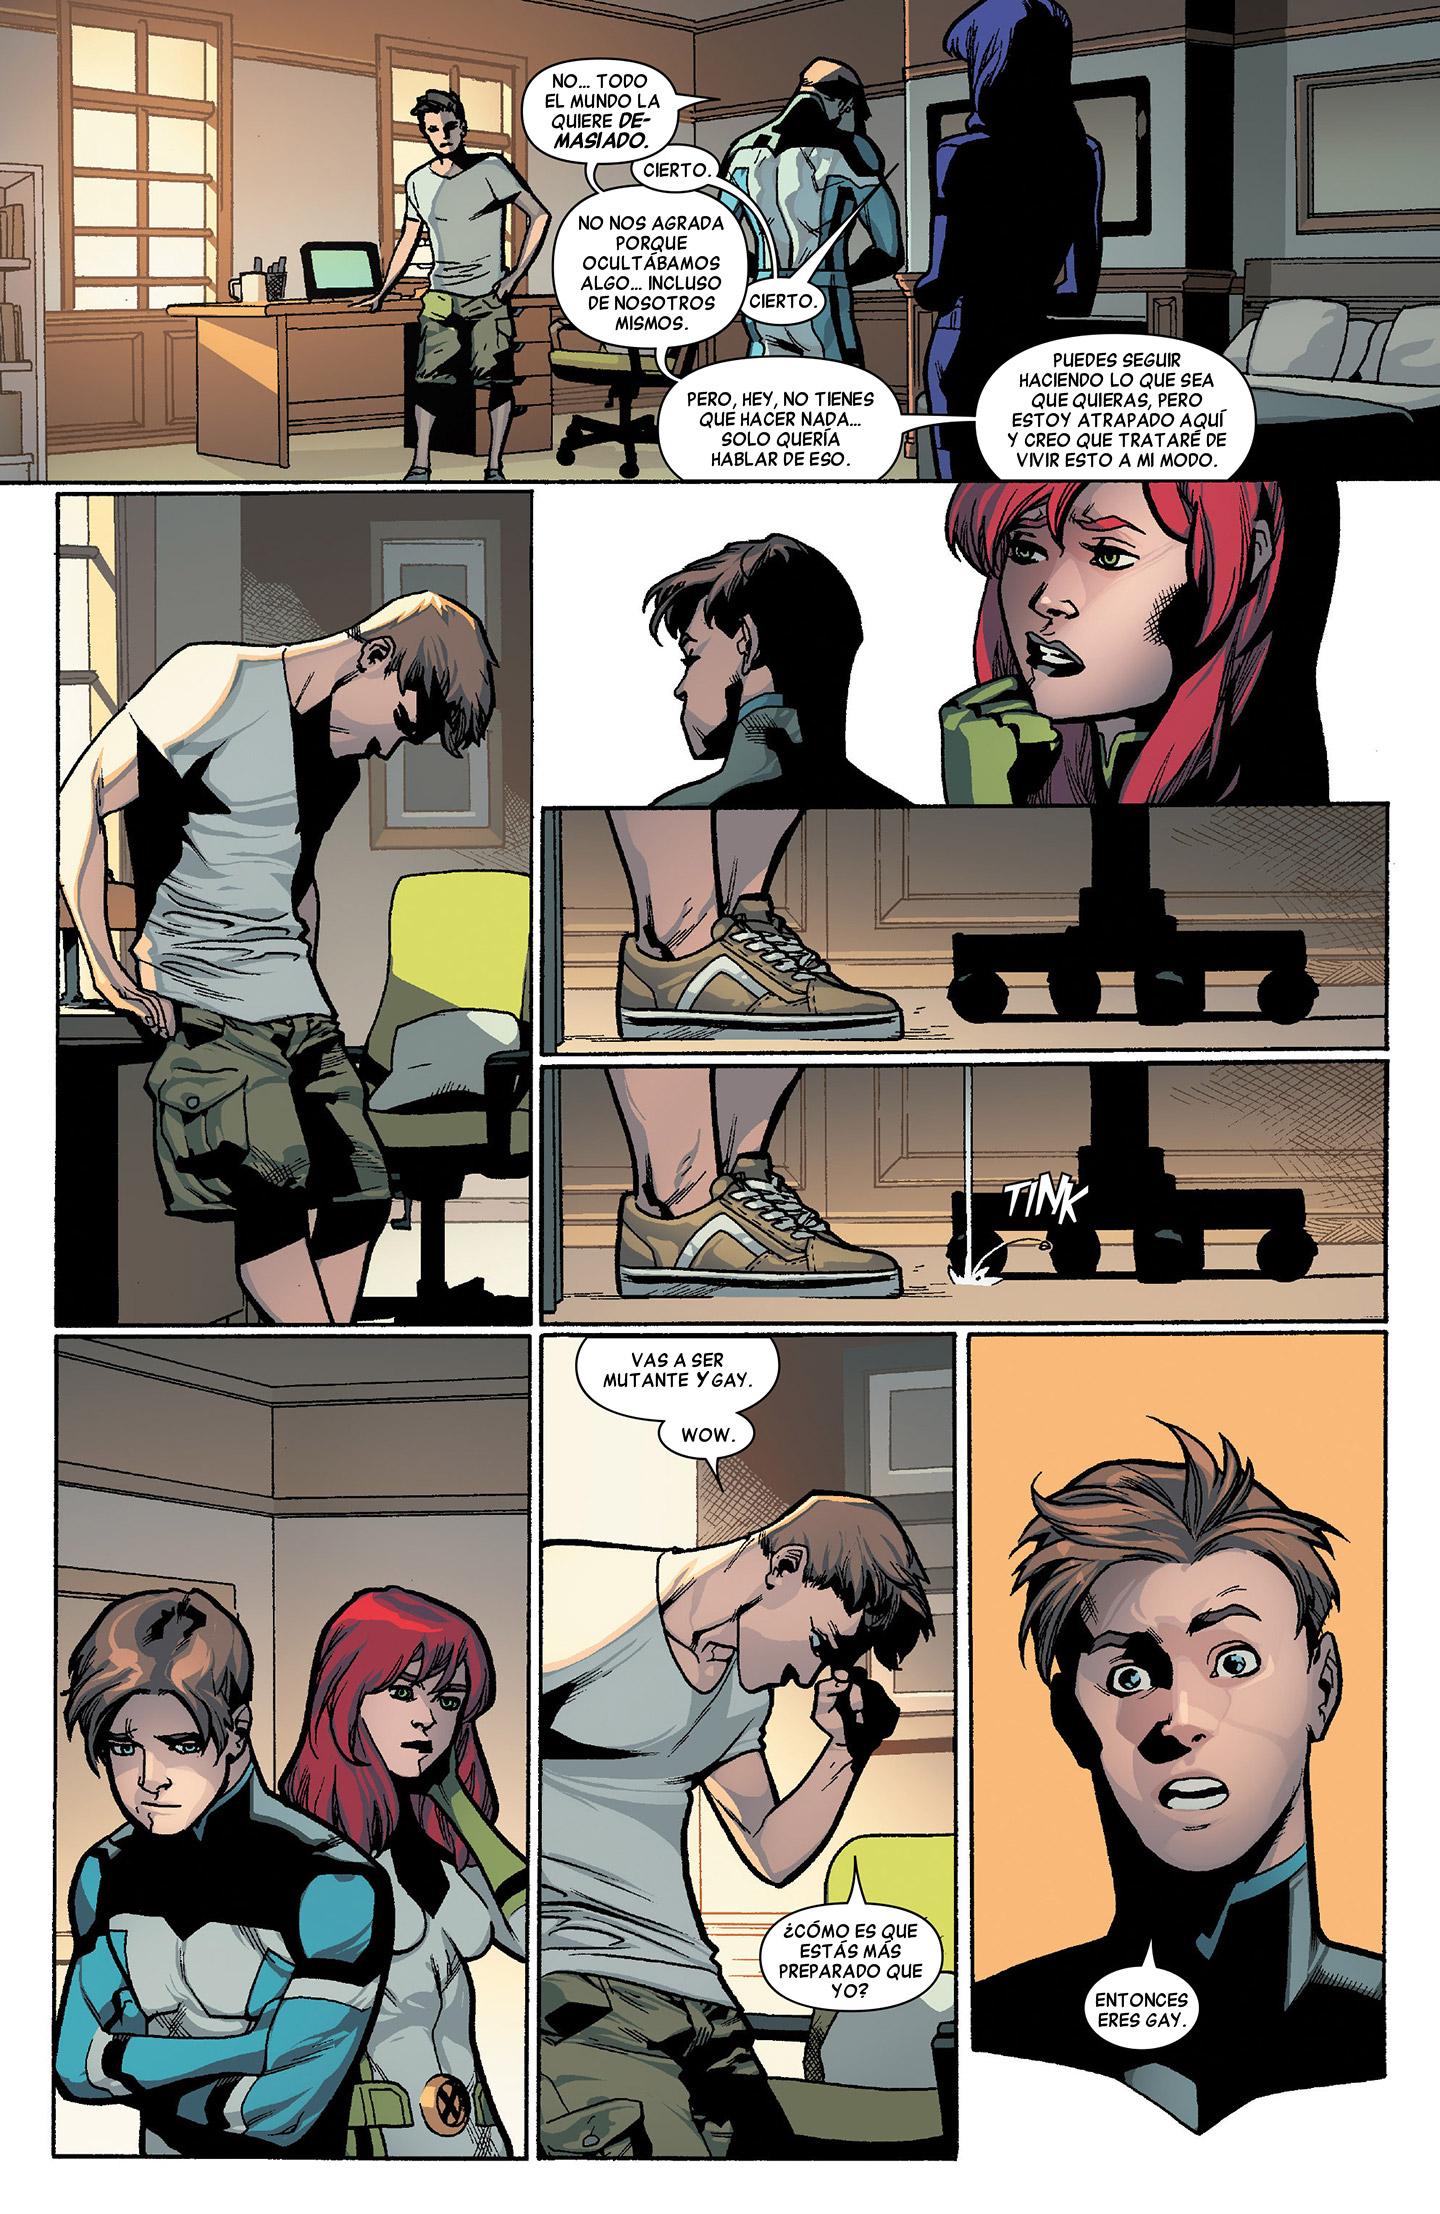 NO... TODO
EL MUNDO LA
QUIERE DE-
MASIADO.
CIERTO.
NO NOS AGRADA
PORQUE
OCULTÁBAMOS
ALGO... INCLUSO
DE NOSOTROS
MISMOS.
CIERTO.
PERO, HEY, NO TIENES
QUE HACER NADA...
SOLO QUERÍA
HABLAR DE ESO.
PUEDES SEGUIR
HACIENDO LO QUE SEA
QUE QUIERAS, PERO
ESTOY ATRAPADO AQUÍ
Y CREO QUE TRATARÉ DE
VIVIR ESTO A MI MODO.
TINK
VAS A SER
MUTANTE Y GAY.
WOW.
¿CÓMO ES QUE
ESTÁS MÁS
PREPARADO QUE
YO?
ENTONCES
ERES GAY.